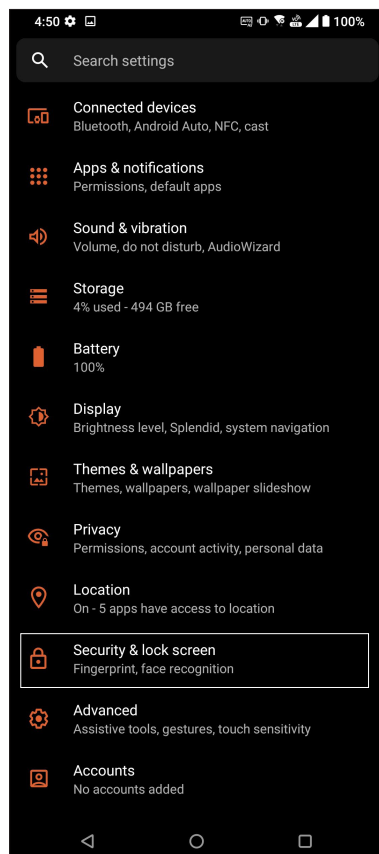 4:50 100%
Search settings
Connected devices
Bluetooth, Android Auto, NFC, cast
Apps & notifications
Permissions, default apps
Sound & vibration
Volume, do not disturb, AudioWizard
Storage
4% used - 494 GB free
Battery
100%
Display
Brightness level, Splendid, system navigation
Themes & wallpapers
Themes, wallpapers, wallpaper slideshow
Privacy
Permissions, account activity, personal data
Location
On - 5 apps have access to location
Security & lock screen
Fingerprint, face recognition
Advanced
Assistive tools, gestures, touch sensitivity
Accounts
No accounts added